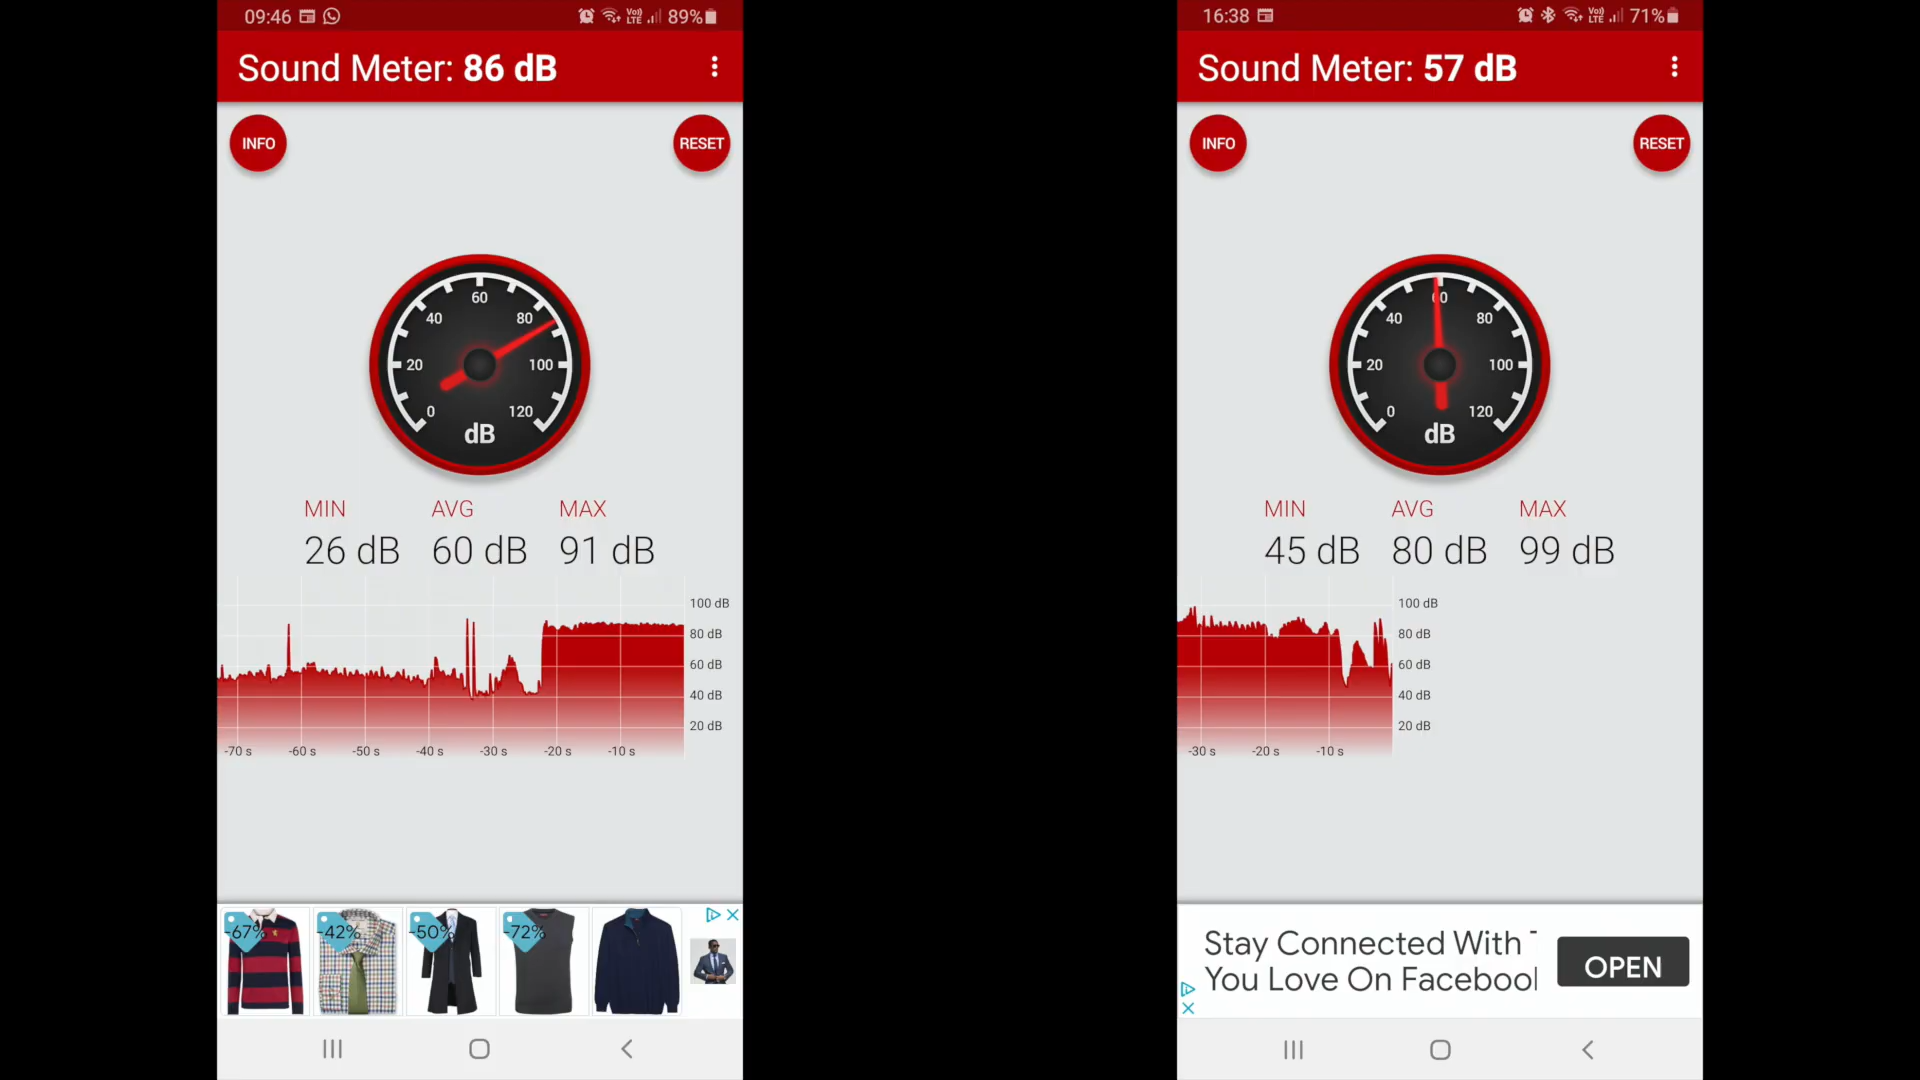 09:46 89%
Sound Meter: 86 dB
INFO RESET
60
40 80
20 100
0 120
dB
MIN AVG MAX
26 dB 60 dB 91 dB
100 dB
80 dB
60 dB
40 dB
20 dB
-70 s -60 s -50 s -40 s -30 s -20 s -10 s
-67% -42% -50% -72%
16:38 71%
Sound Meter: 57 dB
INFO RESET
60
40 80
20 100
0 120
dB
MIN AVG MAX
45 dB 80 dB 99 dB
100 dB
80 dB
60 dB
40 dB
20 dB
-30 s -20 s -10 s
Stay Connected With
You Love On Facebool
OPEN